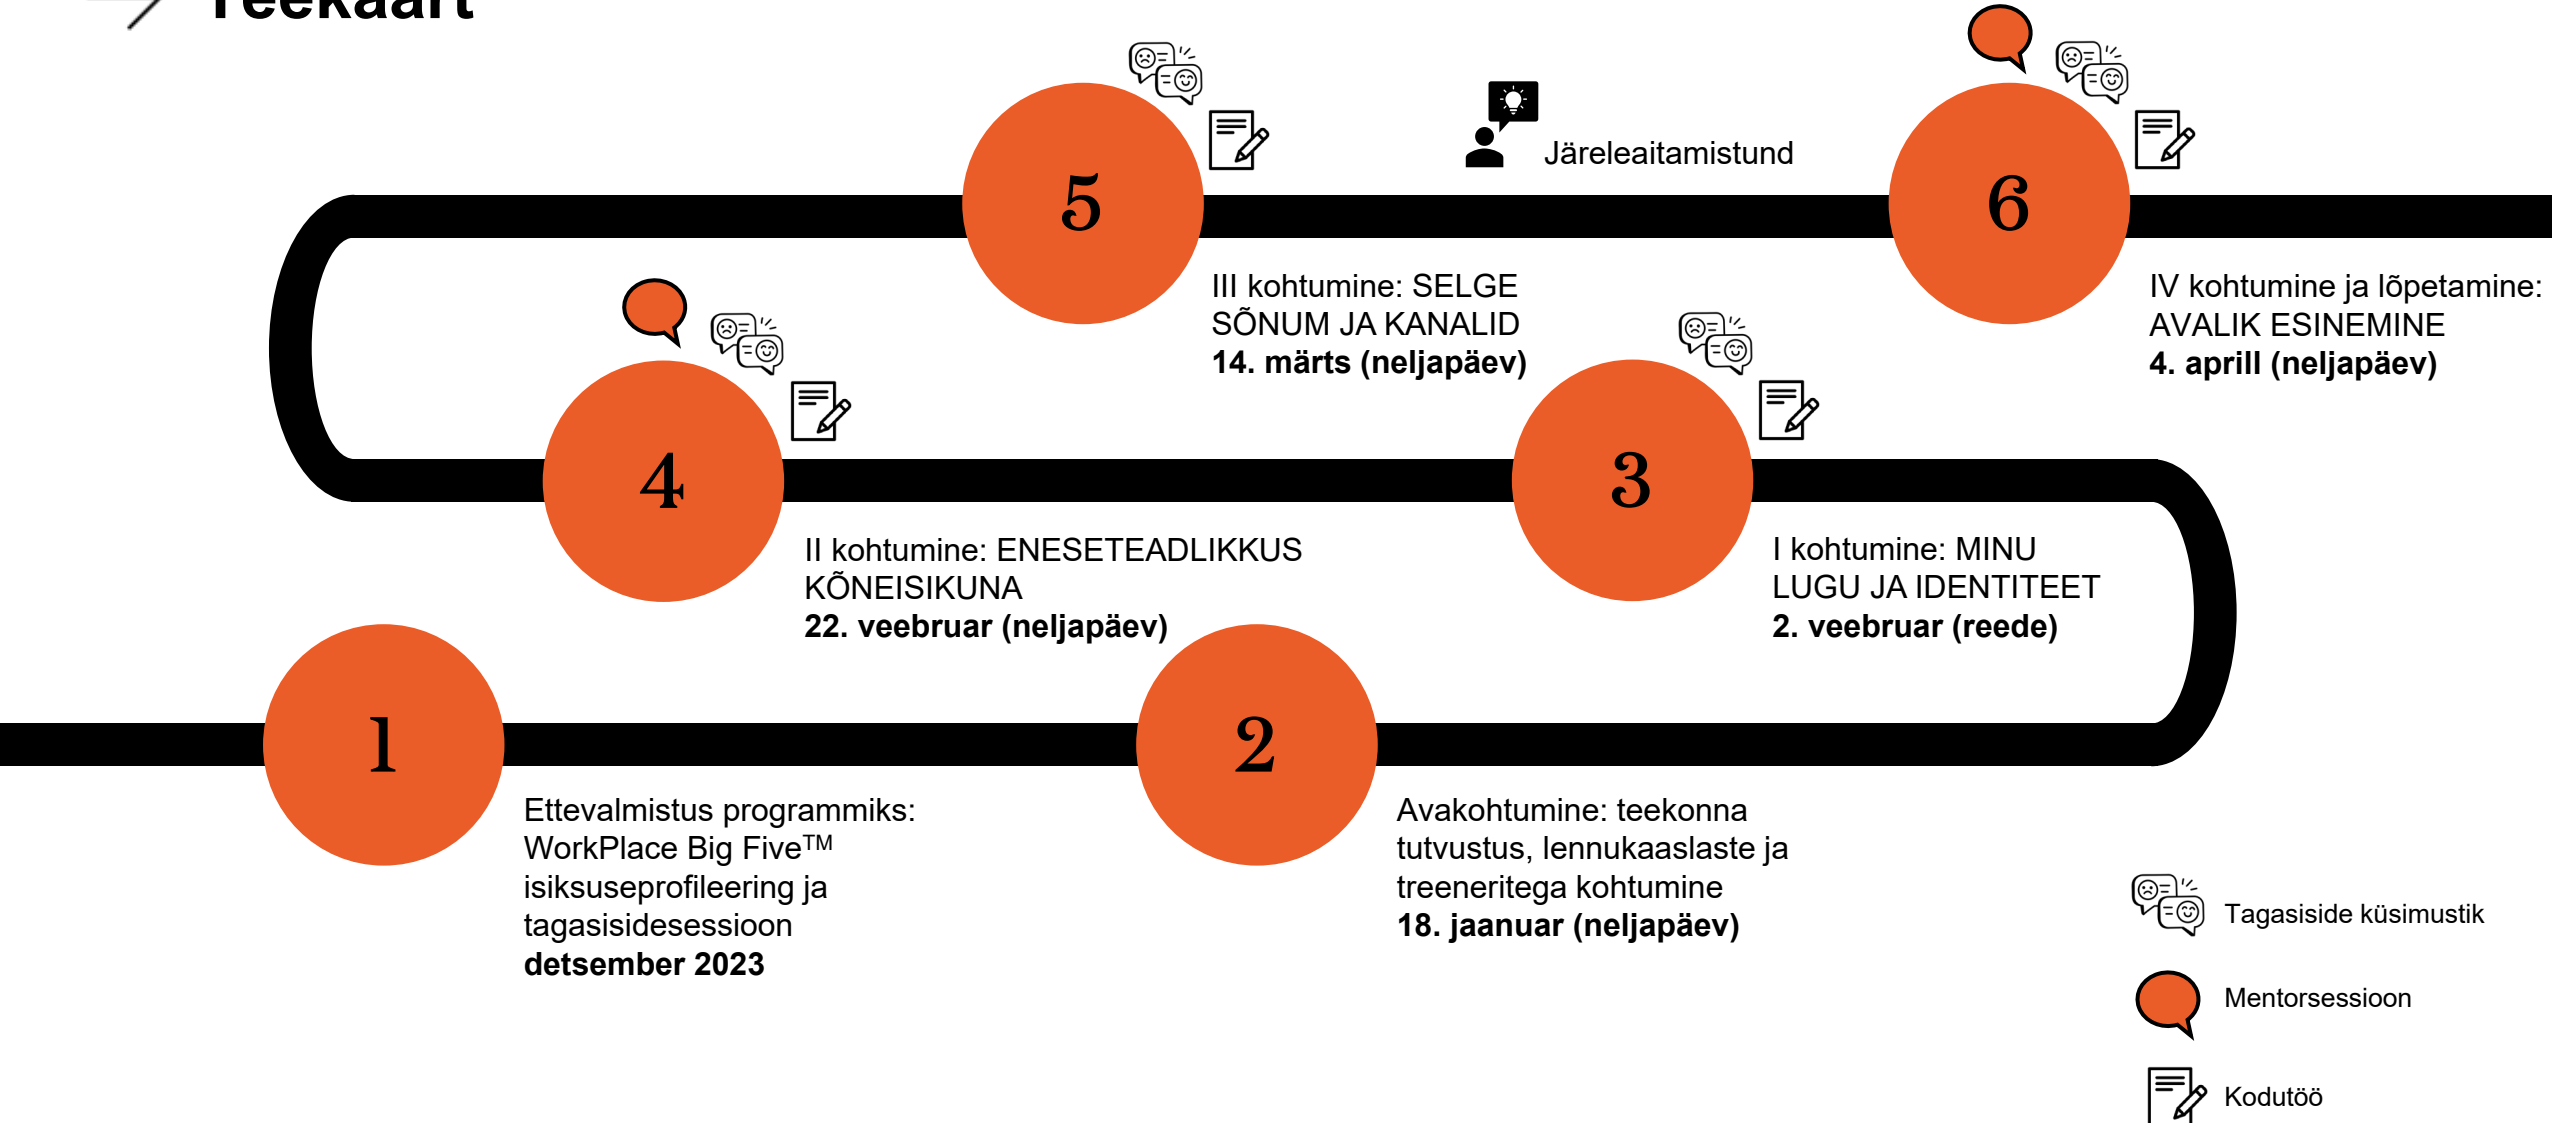 Teekaart
5
Järeleaitamistund
6
III kohtumine: SELGE
SÕNUM JA KANALID
14. märts (neljapäev)
IV kohtumine ja lõpetamine:
AVALIK ESINEMINE
4. aprill (neljapäev)
4
II kohtumine: ENESETEADLIKKUS
KÕNEISIKUNA
22. veebruar (neljapäev)
3
I kohtumine: MINU
LUGU JA IDENTITEET
2. veebruar (reede)
1
Ettevalmistus programmiks:
WorkPlace Big Five™
isiksuseprofileering ja
tagasisidesessioon
detsember 2023
2
Avakohtumine: teekonna
tutvustus, lennukaaslaste ja
treeneritega kohtumine
18. jaanuar (neljapäev)
Tagasiside küsimustik
Mentorsessioon
Kodutöö